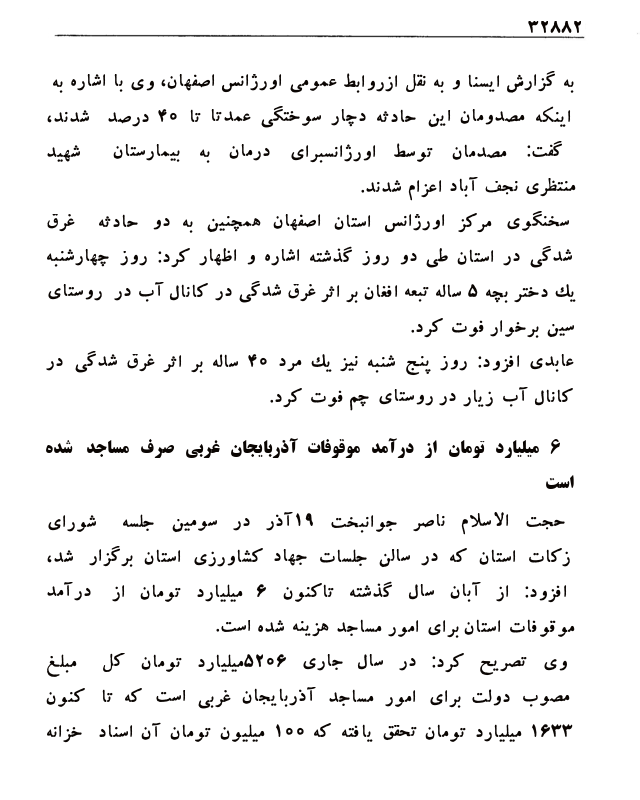 ۳۲۸۸۲
به گزارش ایسنا و به نقل ازروابط عمومی اورژانس اصفهان، وی با اشاره به
اینکه مصدومان این حادثه دچار سوختگی عمدتا تا ۴۰ درصد شدند،
گفت: مصدمان توسط اورژانسبرای درمان به بیمارستان شهید
منتظری نجف آباد اعزام شدند.
سخنگوی مرکز اورژانس استان اصفهان همچنین به دو حادثه غرق
شدگی در استان طی دو روز گذشته اشاره و اظهار کرد: روز چهارشنبه
یك دختر بچه ۵ ساله تبعه افغان بر اثر غرق شدگی در کانال آب در روستای
سین برخوار فوت کرد.
عابدی افزود: روز پنج شنبه نیز یك مرد ۴۰ ساله بر اثر غرق شدگی در
کانال آب زیار در روستای چم فوت کرد.
۶ میلیارد تومان از درآمد موقوفات آذربایجان غربی صرف مساجد شده
است
حجت الاسلام ناصر جوانبخت ۱۹آذر در سومین جلسه شورای
زکات استان که در سالن جلسات جهاد کشاورزی استان برگزار شد،
افزود: از آبان سال گذشته تاکنون ۶ میلیارد تومان از درآمد
موقوفات استان برای امور مساجد هزینه شده است.
وی تصریح کرد: در سال جاری ۵۲۰۶میلیارد تومان کل مبلغ
مصوب دولت برای امور مساجد آذربایجان غربی است که تا کنون
۱۶۳۳ میلیارد تومان تحقق یافته که ۱۰۰ میلیون تومان آن اسناد خزانه